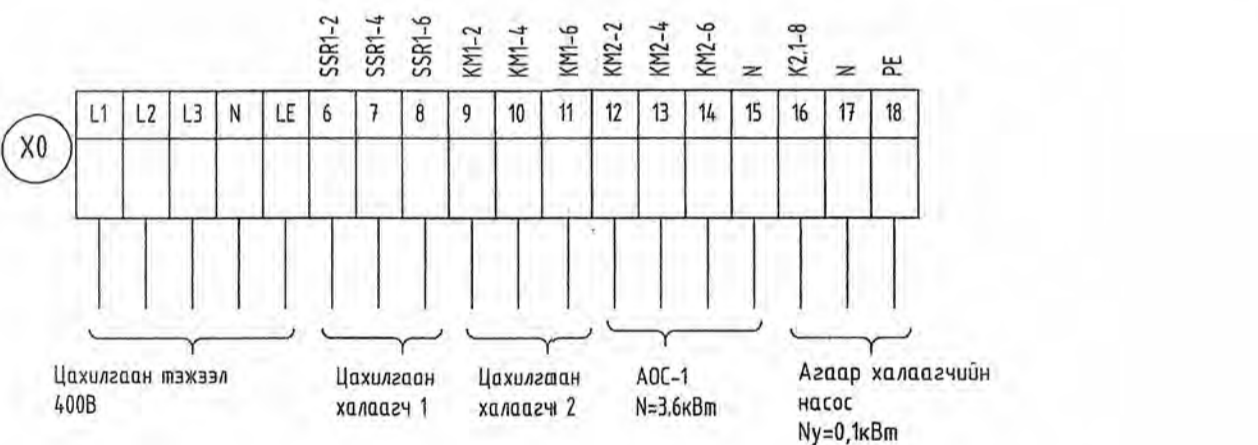 SSR1-2 SSR1-4 SSR1-6 KM1-2 KM1-4 KM1-6 KM2-2 KM2-4 KM2-6 N K2.1-8 N PE
X0 L1 L2 L3 N LE 6 7 8 9 10 11 12 13 14 15 16 17 18
Цахилгаан тэжээл
400В
Цахилгаан
халаагч 1
Цахилгаан
халаагч 2
АОС-1
N=3.6кВт
Агаар халаагчийн
насос
Ny=0,1кВт